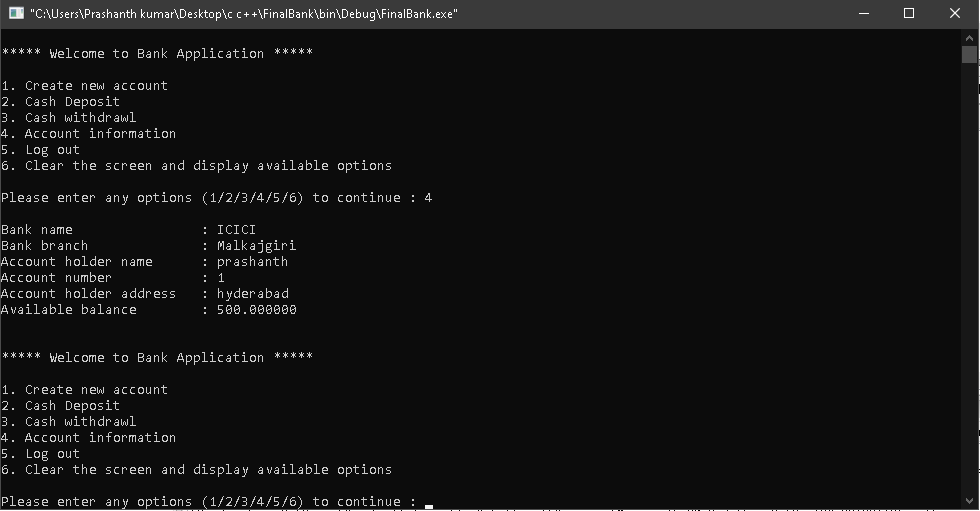 "C:\Users\Prashanth kumar\Desktop\c c++\FinalBank\bin\Debug\FinalBank.exe"
***** Welcome to Bank Application *****
1. Create new account
2. Cash Deposit
3. Cash withdrawl
4. Account information
5. Log out
6. Clear the screen and display available options
Please enter any options (1/2/3/4/5/6) to continue : 4
Bank name : ICICI
Bank branch : Malkajgiri
Account holder name : prashanth
Account number : 1
Account holder address : hyderabad
Available balance : 500.000000
***** Welcome to Bank Application *****
1. Create new account
2. Cash Deposit
3. Cash withdrawl
4. Account information
5. Log out
6. Clear the screen and display available options
Please enter any options (1/2/3/4/5/6) to continue :